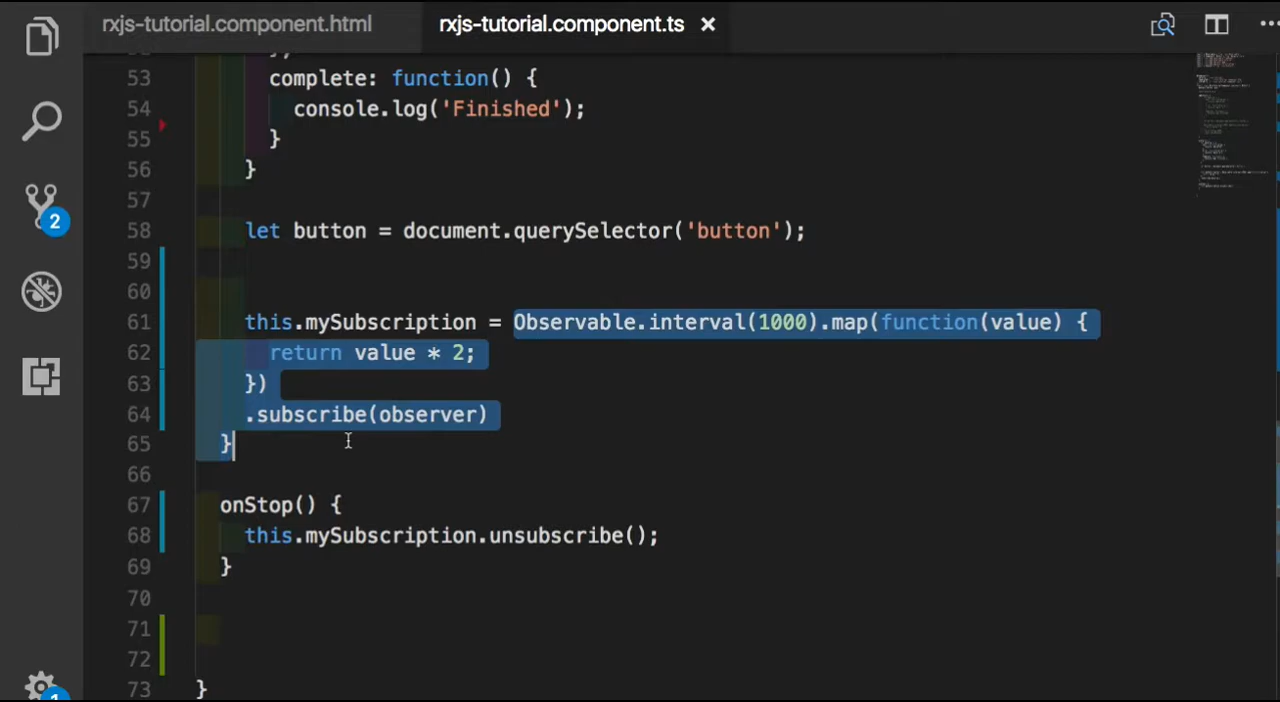 rxjs-tutorial.component.html rxjs-tutorial.component.ts ×
53 complete: function() {
54 console.log('Finished');
55 }
56 }
57
58 let button = document.querySelector('button');
59
60
61 this.mySubscription = Observable.interval(1000).map(function(value) {
62 return value * 2;
63 })
64 .subscribe(observer)
65 }
66
67 onStop() {
68 this.mySubscription.unsubscribe();
69 }
70
71
72
73 }
2
1